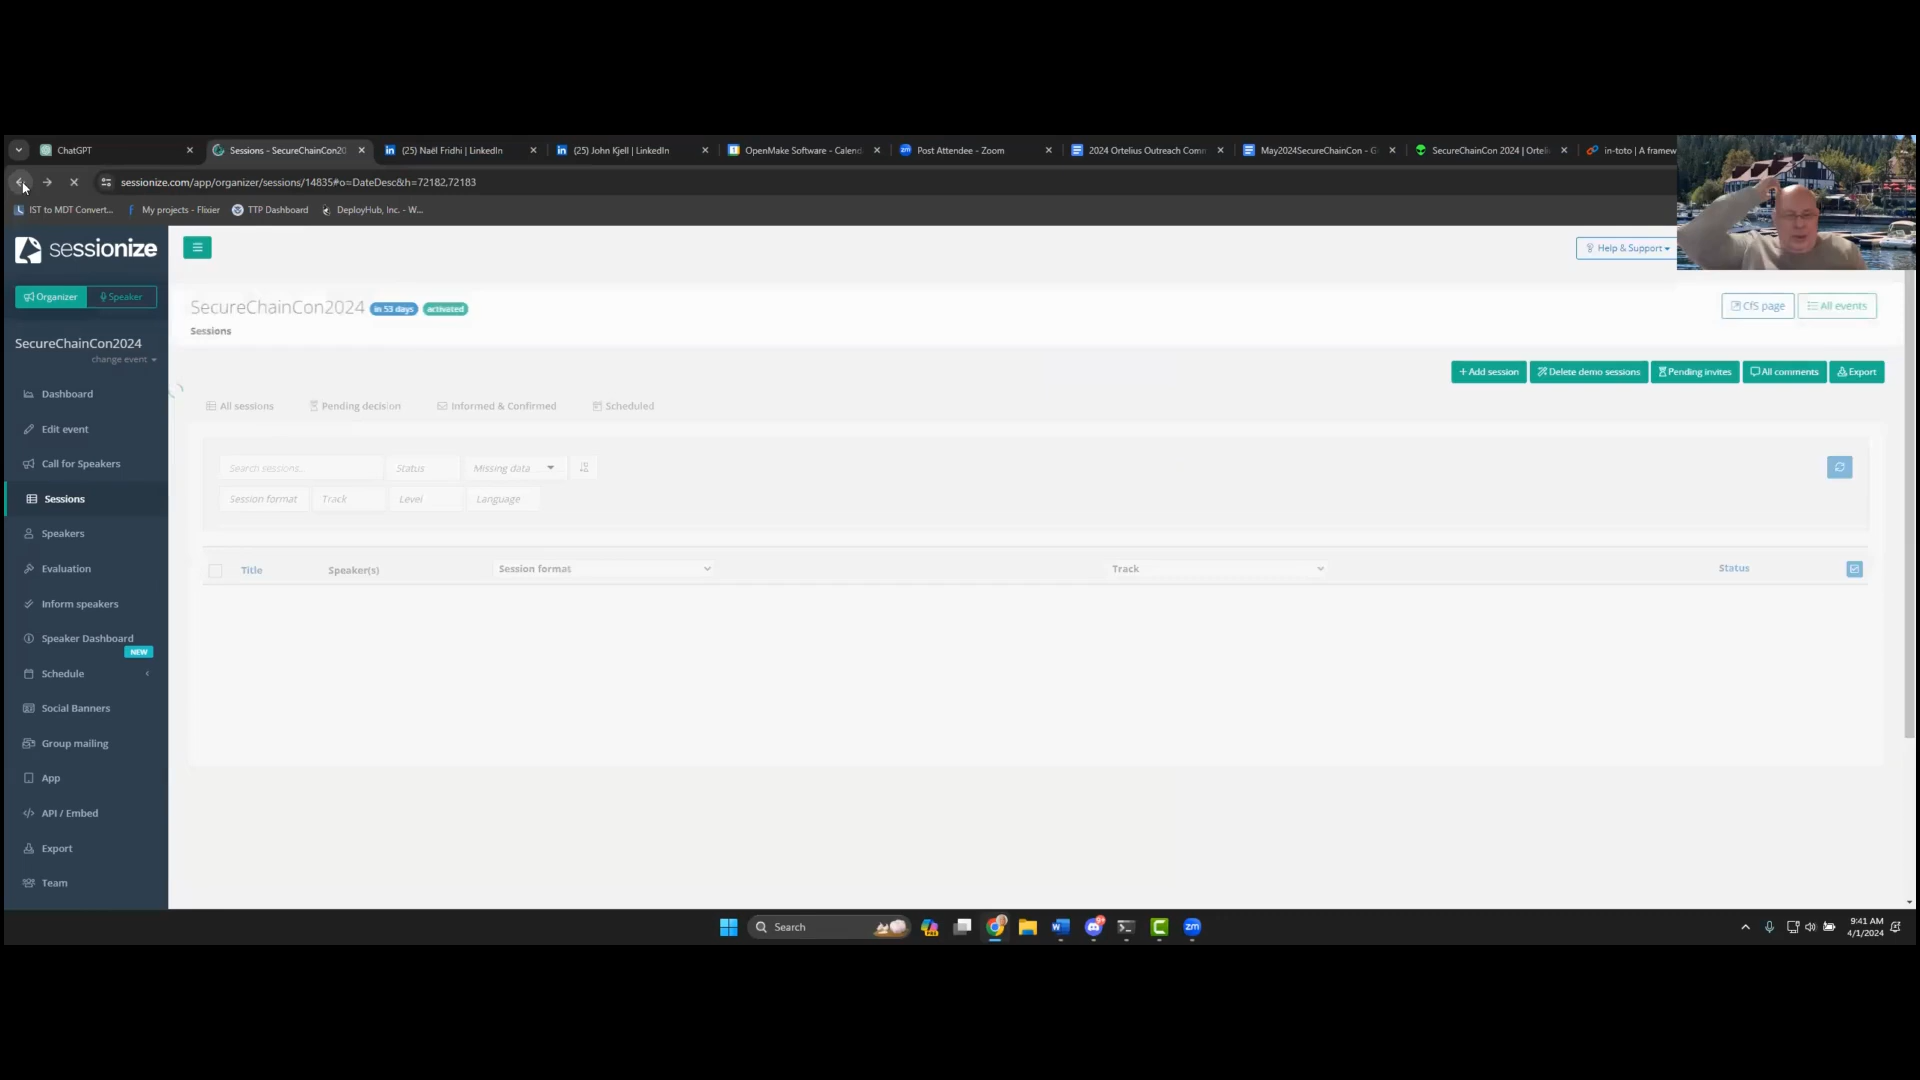 ChatGPT
Sessions - SecureChainCon20
(25) Naël Fridhi | LinkedIn
(25) John Kjell | LinkedIn
OpenMake Software - Calend
Post Attendee - Zoom
2024 Ortelius Outreach Comm
May2024SecureChainCon - G
SecureChainCon 2024 | Orteli
in-toto | A framew
sessionize.com/app/organizer/sessions/14835#o=DateDesc&h=72182,72183
IST to MDT Convert...
My projects - Flixier
TTP Dashboard
DeployHub, Inc. - W...
sessionize
Help & Support
Organizer
Speaker
SecureChainCon2024
in 53 days
activated
CfS page
All events
Sessions
SecureChainCon2024
change event
+ Add session
Delete demo sessions
Pending invites
All comments
Export
Dashboard
Edit event
Call for Speakers
Sessions
Speakers
Evaluation
Inform speakers
Speaker Dashboard
NEW
Schedule
Social Banners
Group mailing
App
API / Embed
Export
Team
All sessions
Pending decision
Informed & Confirmed
Scheduled
Search sessions...
Status
Missing data
Session format
Track
Level
Language
Title
Speaker(s)
Session format
Track
Status
Search
zm
9:41 AM
4/1/2024